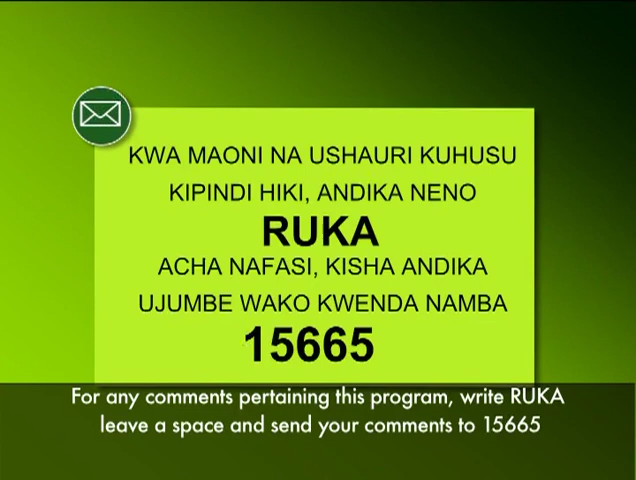 KWA MAONI NA USHAURI KUHUSU
KIPINDI HIKI, ANDIKA NENO
RUKA
ACHA NAFASI, KISHA ANDIKA
UJUMBE WAKO KWENDA NAMBA
15665
For any comments pertaining this program, write RUKA
leave a space and send your comments to 15665